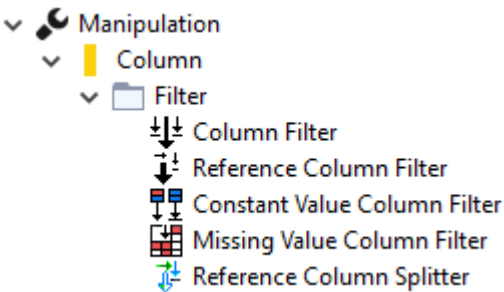 Manipulation
Column
Filter
Column Filter
Reference Column Filter
Constant Value Column Filter
Missing Value Column Filter
Reference Column Splitter